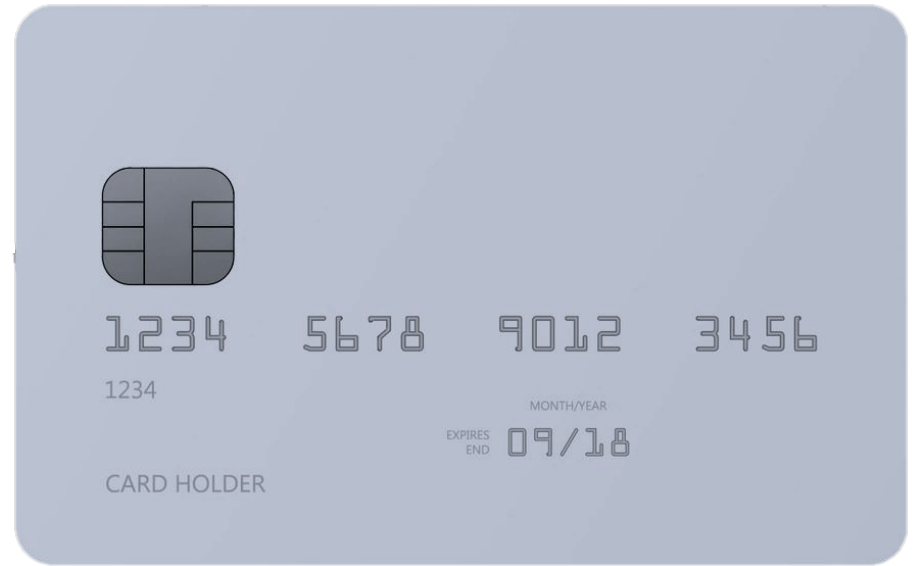 1234 5678 9012 3456
1234
MONTH/YEAR
EXPIRES
END
09/18
CARD HOLDER